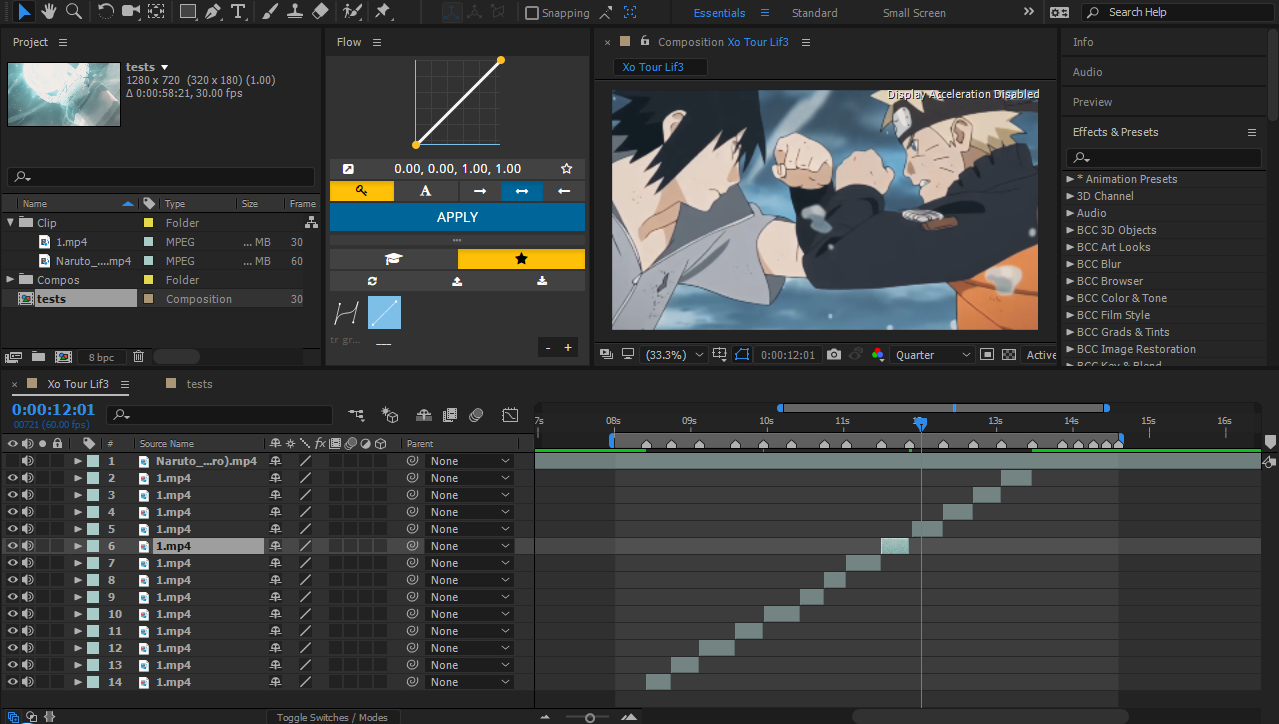 Snapping
Essentials
Standard
Small Screen
Search Help
Project
tests
1280 x 720 (320 x 180) (1.00)
Δ 0:00:58:21, 30.00 fps
Name Type Size Frame
Clip Folder
1.mp4 MPEG ... MB 30
Naruto_....mp4 MPEG ... MB 60
Compos Folder
tests Composition 30
8 bpc
Flow
0.00, 0.00, 1.00, 1.00
A
APPLY
tr gr...
- +
Composition Xo Tour Lif3
Xo Tour Lif3
Display Acceleration Disabled
(33.3%) 0:00:12:01 Quarter Active
Info
Audio
Preview
Effects & Presets
* Animation Presets
3D Channel
Audio
BCC 3D Objects
BCC Art Looks
BCC Blur
BCC Browser
BCC Color & Tone
BCC Film Style
BCC Grads & Tints
BCC Image Restoration
BCC Key & Blend
Xo Tour Lif3 tests
0:00:12:01
00721 (60.00 fps)
7s 08s 09s 10s 11s 12s 13s 14s 15s 16s
# Source Name fx Parent
1 Naruto_...ro).mp4 None
2 1.mp4 None
3 1.mp4 None
4 1.mp4 None
5 1.mp4 None
6 1.mp4 None
7 1.mp4 None
8 1.mp4 None
9 1.mp4 None
10 1.mp4 None
11 1.mp4 None
12 1.mp4 None
13 1.mp4 None
14 1.mp4 None
Toggle Switches / Modes